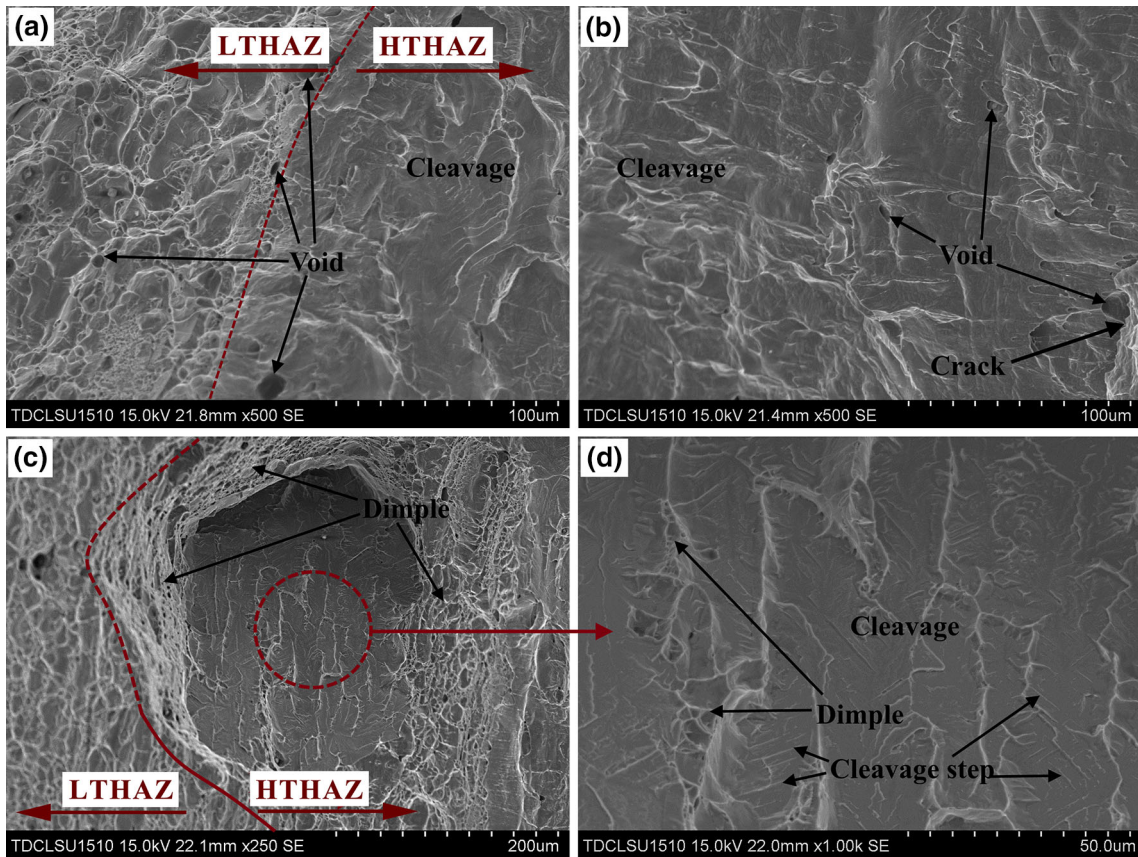 (a)
LTHAZ HTHAZ
Cleavage
Void
TDCLSU1510 15.0kV 21.8mm x500 SE 100um
(b)
Cleavage
Void
Crack
TDCLSU1510 15.0kV 21.4mm x500 SE 100um
(c)
Dimple
LTHAZ HTHAZ
TDCLSU1510 15.0kV 22.1mm x250 SE 200um
(d)
Cleavage
Dimple
Cleavage step
TDCLSU1510 15.0kV 22.0mm x1.00k SE 50.0um